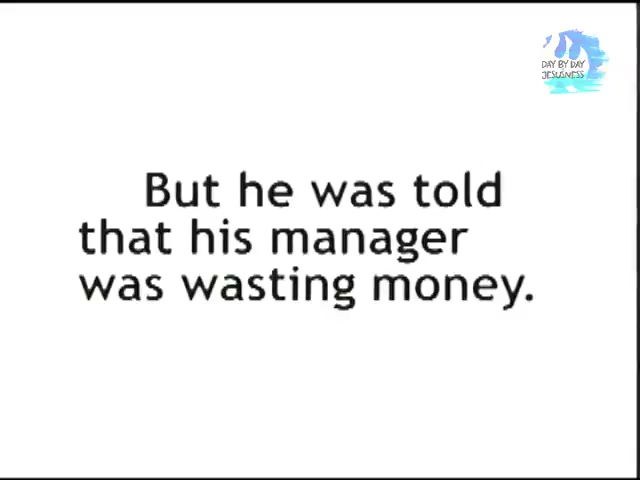 DAY BY DAY
JESUSNESS
But he was told
that his manager
was wasting money.